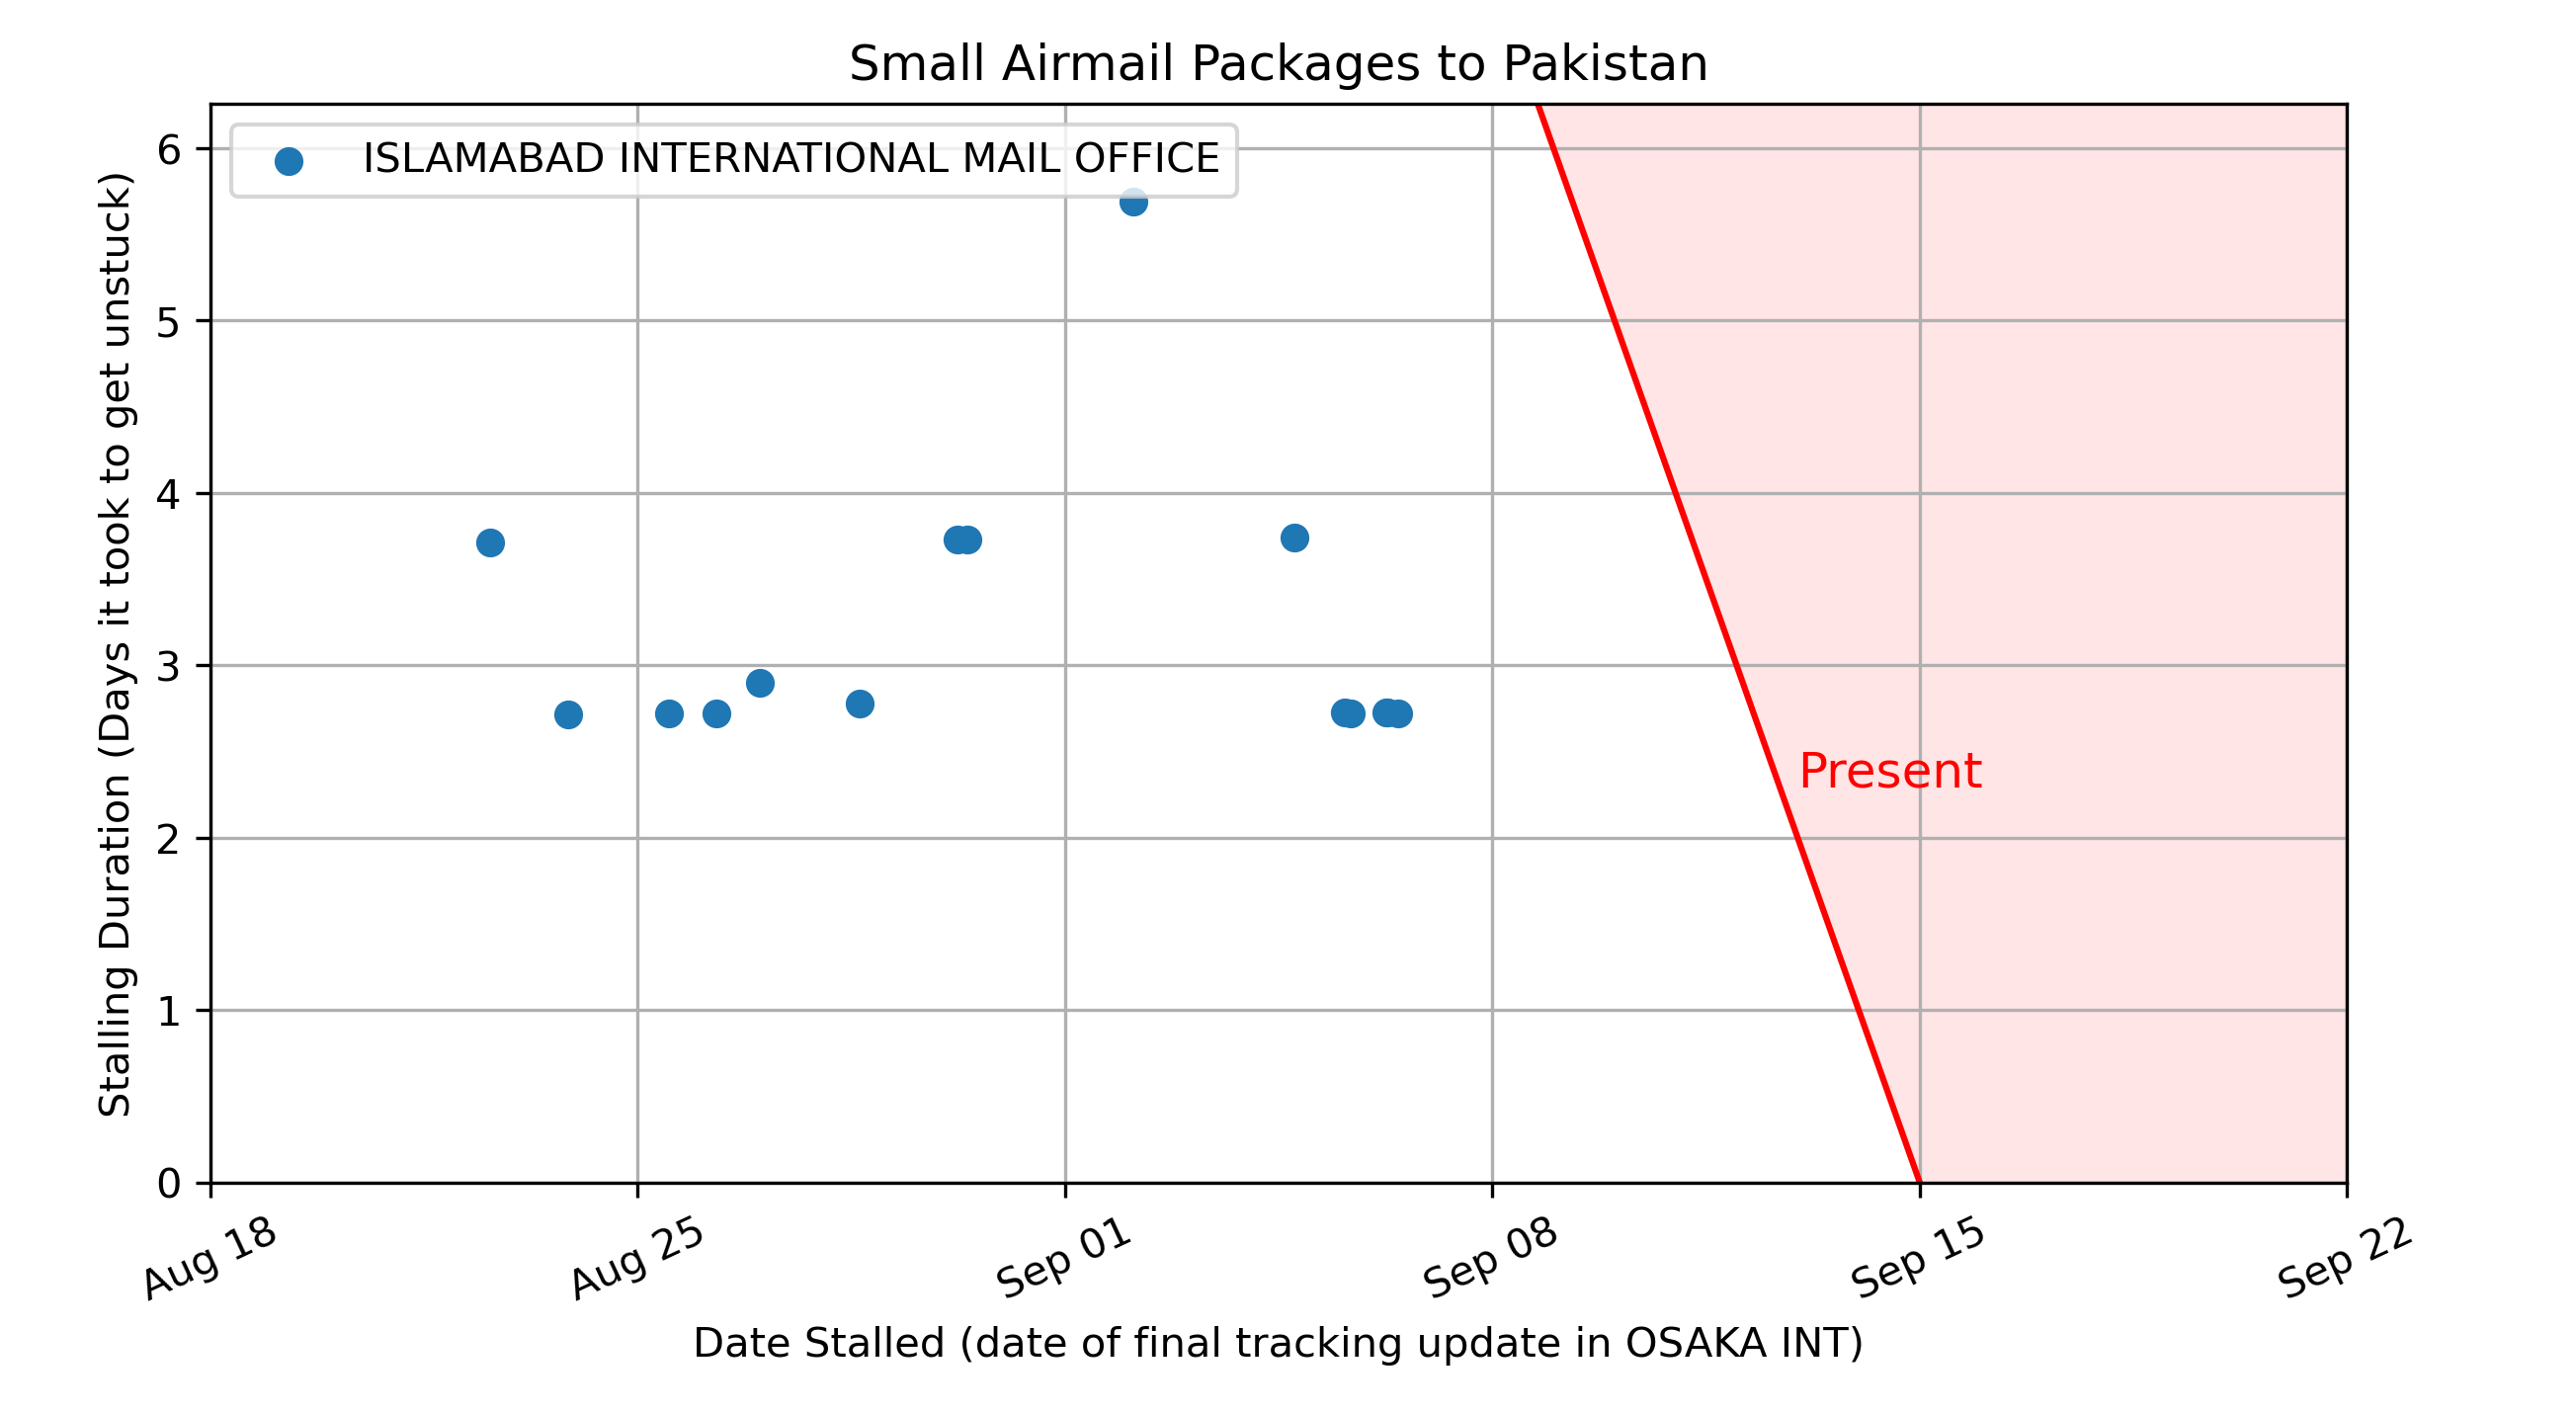 Small Airmail Packages to Pakistan
ISLAMABAD INTERNATIONAL MAIL OFFICE
Stalling Duration (Days it took to get unstuck)
6
5
4
3
2
1
0
Present
Aug 18
Aug 25
Sep 01
Sep 08
Sep 15
Sep 22
Date Stalled (date of final tracking update in OSAKA INT)